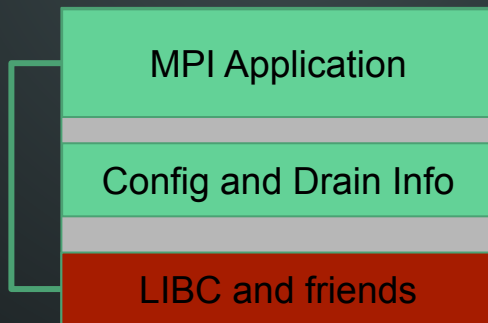 MPI Application
Config and Drain Info
LIBC and friends